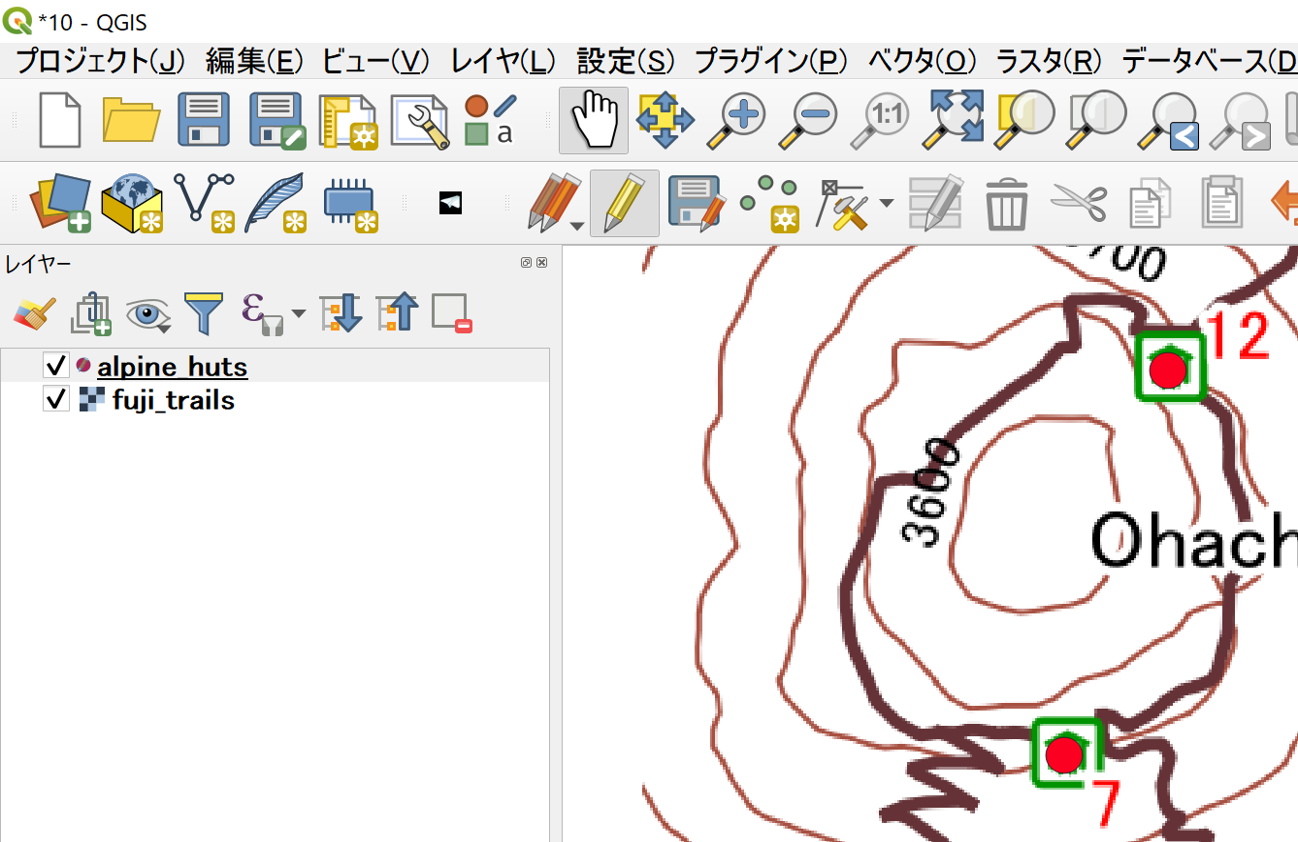 *10 - QGIS
プロジェクト(J) 編集(E) ビュー(V) レイヤ(L) 設定(S) プラグイン(P) ベクタ(O) ラスタ(R) データベース(D
1:1
a
レイヤー
ε
alpine_huts
fuji_trails
700
12
3600
Ohach
7